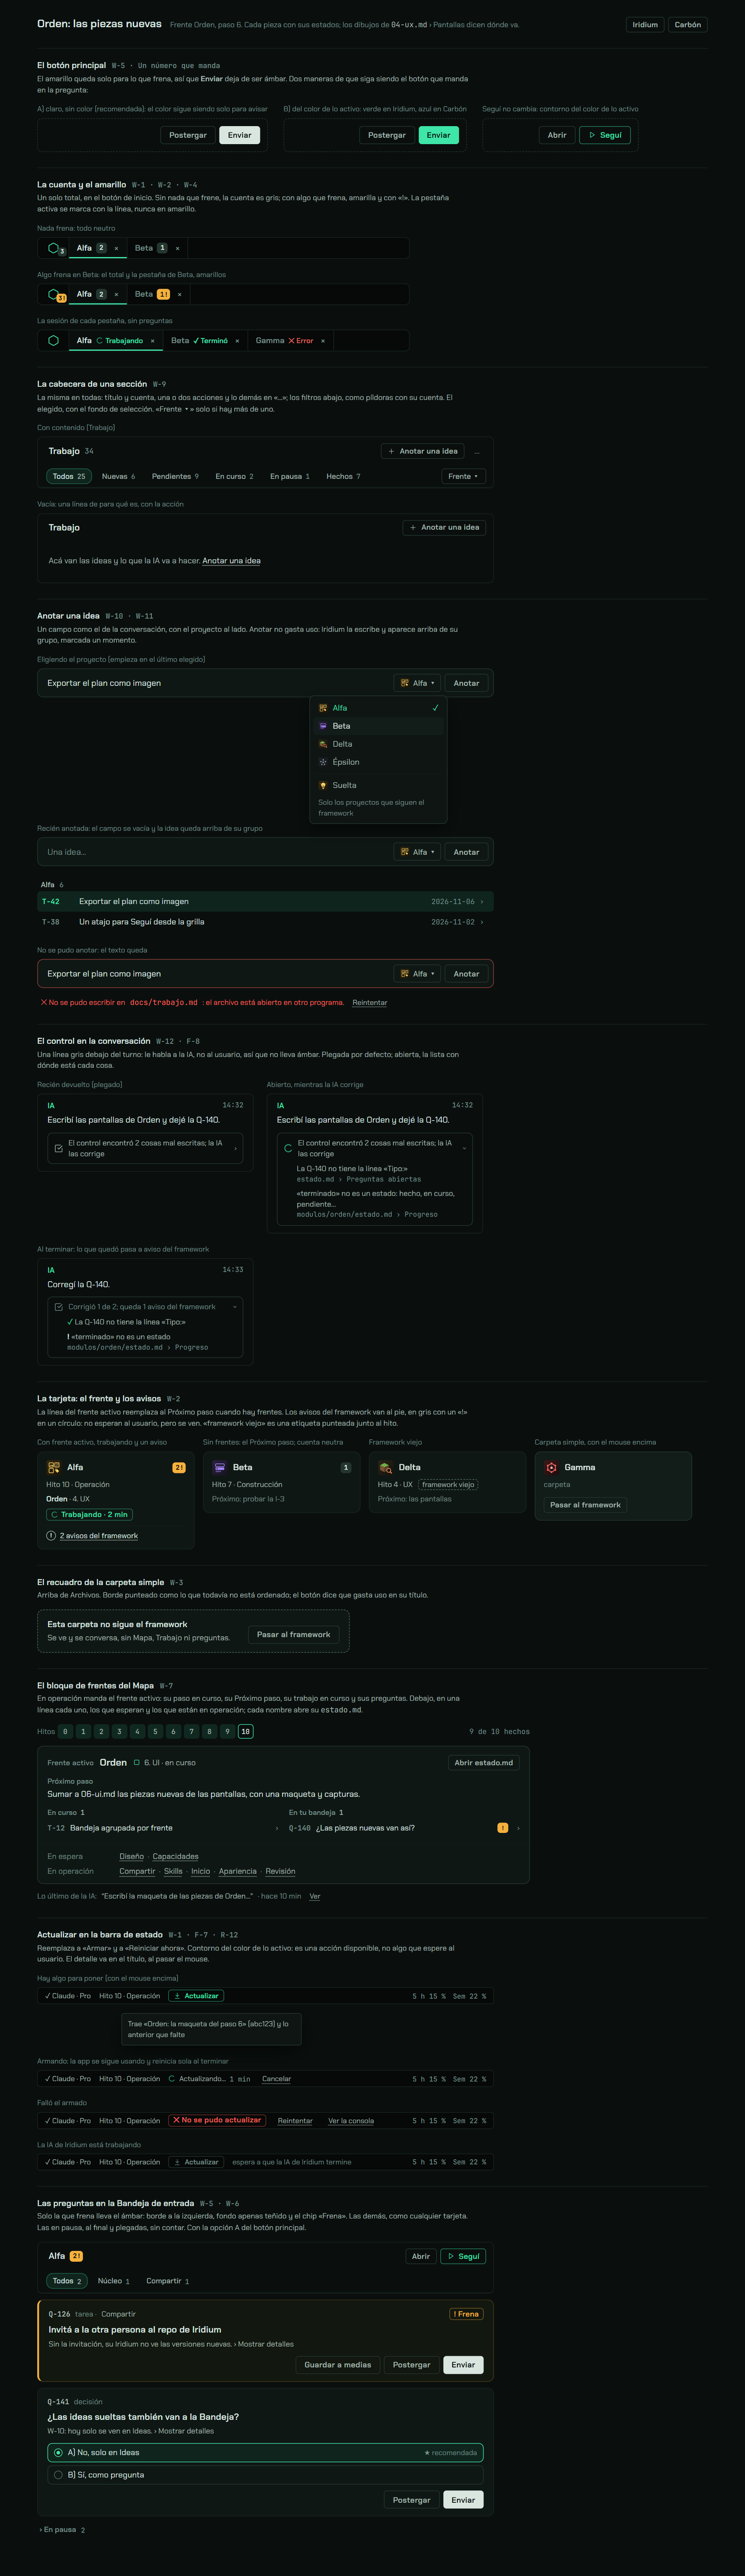 Orden: las piezas nuevas
Frente Orden, paso 6. Cada pieza con sus estados; los dibujos de 04-ux.md › Pantallas dicen dónde va.
Iridium
Carbón
El botón principal W-5 · Un número que manda
El amarillo queda solo para lo que frena, así que Enviar deja de ser ámbar. Dos maneras de que siga siendo el botón que manda
en la pregunta:
A) claro, sin color (recomendada): el color sigue siendo solo para avisar
Postergar
Enviar
B) del color de lo activo: verde en Iridium, azul en Carbón
Postergar
Enviar
Seguí no cambia: contorno del color de lo activo
Abrir
Seguí
La cuenta y el amarillo W-1 · W-2 · W-4
Un solo total, en el botón de inicio. Sin nada que frene, la cuenta es gris; con algo que frena, amarilla y con «!». La pestaña
activa se marca con la línea, nunca en amarillo.
Nada frena: todo neutro
3
Alfa 2 ×
Beta 1 ×
Algo frena en Beta: el total y la pestaña de Beta, amarillos
3!
Alfa 2 ×
Beta 1! ×
La sesión de cada pestaña, sin preguntas
Alfa Trabajando ×
Beta ✓ Terminó ×
Gamma ✕ Error ×
La cabecera de una sección W-9
La misma en todas: título y cuenta, una o dos acciones y lo demás en «…»; los filtros abajo, como píldoras con su cuenta. El
elegido, con el fondo de selección. «Frente ▾» solo si hay más de uno.
Con contenido (Trabajo)
Trabajo 34
+ Anotar una idea
…
Todos 25
Nuevas 6
Pendientes 9
En curso 2
En pausa 1
Hechos 7
Frente ▾
Vacía: una línea de para qué es, con la acción
Trabajo
+ Anotar una idea
Acá van las ideas y lo que la IA va a hacer. Anotar una idea
Anotar una idea W-10 · W-11
Un campo como el de la conversación, con el proyecto al lado. Anotar no gasta uso: Iridium la escribe y aparece arriba de su
grupo, marcada un momento.
Eligiendo el proyecto (empieza en el último elegido)
Exportar el plan como imagen
Alfa ▾
Anotar
Alfa ✓
Beta
Delta
Épsilon
Suelta
Solo los proyectos que siguen el
framework
Recién anotada: el campo se vacía y la idea queda arriba de su grupo
Una idea…
Alfa ▾
Anotar
Alfa 6
T-42 Exportar el plan como imagen 2026-11-06 ›
T-38 Un atajo para Seguí desde la grilla 2026-11-02 ›
No se pudo anotar: el texto queda
Exportar el plan como imagen
Alfa ▾
Anotar
✕ No se pudo escribir en docs/trabajo.md : el archivo está abierto en otro programa. Reintentar
El control en la conversación W-12 · F-8
Una línea gris debajo del turno: le habla a la IA, no al usuario, así que no lleva ámbar. Plegada por defecto; abierta, la lista con
dónde está cada cosa.
Recién devuelto (plegado)
IA 14:32
Escribí las pantallas de Orden y dejé la Q-140.
El control encontró 2 cosas mal escritas; la IA
las corrige ›
Abierto, mientras la IA corrige
IA 14:32
Escribí las pantallas de Orden y dejé la Q-140.
El control encontró 2 cosas mal escritas; la IA
las corrige
La Q-140 no tiene la línea «Tipo:»
estado.md › Preguntas abiertas
«terminado» no es un estado: hecho, en curso,
pendiente…
modulos/orden/estado.md › Progreso
Al terminar: lo que quedó pasa a aviso del framework
IA 14:33
Corregí la Q-140.
Corrigió 1 de 2; queda 1 aviso del framework
✓ La Q-140 no tiene la línea «Tipo:»
! «terminado» no es un estado
modulos/orden/estado.md › Progreso
La tarjeta: el frente y los avisos W-2
La línea del frente activo reemplaza al Próximo paso cuando hay frentes. Los avisos del framework van al pie, en gris con un «!»
en un círculo: no esperan al usuario, pero se ven. «framework viejo» es una etiqueta punteada junto al hito.
Con frente activo, trabajando y un aviso
Alfa 2!
Hito 10 · Operación
Orden · 4. UX
Trabajando · 2 min
! 2 avisos del framework
Sin frentes: el Próximo paso; cuenta neutra
Beta 1
Hito 7 · Construcción
Próximo: probar la I-3
Framework viejo
Delta
Hito 4 · UX framework viejo
Próximo: las pantallas
Carpeta simple, con el mouse encima
Gamma
carpeta
Pasar al framework
El recuadro de la carpeta simple W-3
Arriba de Archivos. Borde punteado como lo que todavía no está ordenado; el botón dice que gasta uso en su título.
Esta carpeta no sigue el framework
Se ve y se conversa, sin Mapa, Trabajo ni preguntas.
Pasar al framework
El bloque de frentes del Mapa W-7
En operación manda el frente activo: su paso en curso, su Próximo paso, su trabajo en curso y sus preguntas. Debajo, en una
línea cada uno, los que esperan y los que están en operación; cada nombre abre su estado.md.
Hitos 0 1 2 3 4 5 6 7 8 9 10
9 de 10 hechos
Frente activo Orden 6. UI · en curso
Abrir estado.md
Próximo paso
Sumar a 06-ui.md las piezas nuevas de las pantallas, con una maqueta y capturas.
En curso 1
T-12 Bandeja agrupada por frente ›
En tu bandeja 1
Q-140 ¿Las piezas nuevas van así? ! ›
En espera Diseño · Capacidades
En operación Compartir · Skills · Inicio · Apariencia · Revisión
Lo último de la IA: "Escribí la maqueta de las piezas de Orden…" · hace 10 min Ver
Actualizar en la barra de estado W-1 · F-7 · R-12
Reemplaza a «Armar» y a «Reiniciar ahora». Contorno del color de lo activo: es una acción disponible, no algo que espere al
usuario. El detalle va en el título, al pasar el mouse.
Hay algo para poner (con el mouse encima)
✓ Claude · Pro Hito 10 · Operación Actualizar 5 h 15 % Sem 22 %
Trae «Orden: la maqueta del paso 6» (abc123) y lo
anterior que falte
Armando: la app se sigue usando y reinicia sola al terminar
✓ Claude · Pro Hito 10 · Operación Actualizando… 1 min Cancelar 5 h 15 % Sem 22 %
Falló el armado
✓ Claude · Pro Hito 10 · Operación ✕ No se pudo actualizar Reintentar Ver la consola 5 h 15 % Sem 22 %
La IA de Iridium está trabajando
✓ Claude · Pro Hito 10 · Operación Actualizar espera a que la IA de Iridium termine 5 h 15 % Sem 22 %
Las preguntas en la Bandeja de entrada W-5 · W-6
Solo la que frena lleva el ámbar: borde a la izquierda, fondo apenas teñido y el chip «Frena». Las demás, como cualquier tarjeta.
Las en pausa, al final y plegadas, sin contar. Con la opción A del botón principal.
Alfa 2!
Abrir
Seguí
Todas 2
Núcleo 1
Compartir 1
Q-126 tarea · Compartir
! Frena
Invitá a la otra persona al repo de Iridium
Sin la invitación, su Iridium no ve las versiones nuevas. › Mostrar detalles
Guardar a medias
Postergar
Enviar
Q-141 decisión
¿Las ideas sueltas también van a la Bandeja?
W-10: hoy solo se ven en Ideas. › Mostrar detalles
A) No, solo en Ideas ★ recomendada
B) Sí, como pregunta
Postergar
Enviar
› En pausa 2